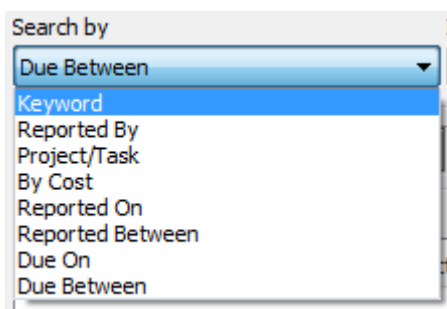 Search by
Due Between
Keyword
Reported By
Project/Task
By Cost
Reported On
Reported Between
Due On
Due Between